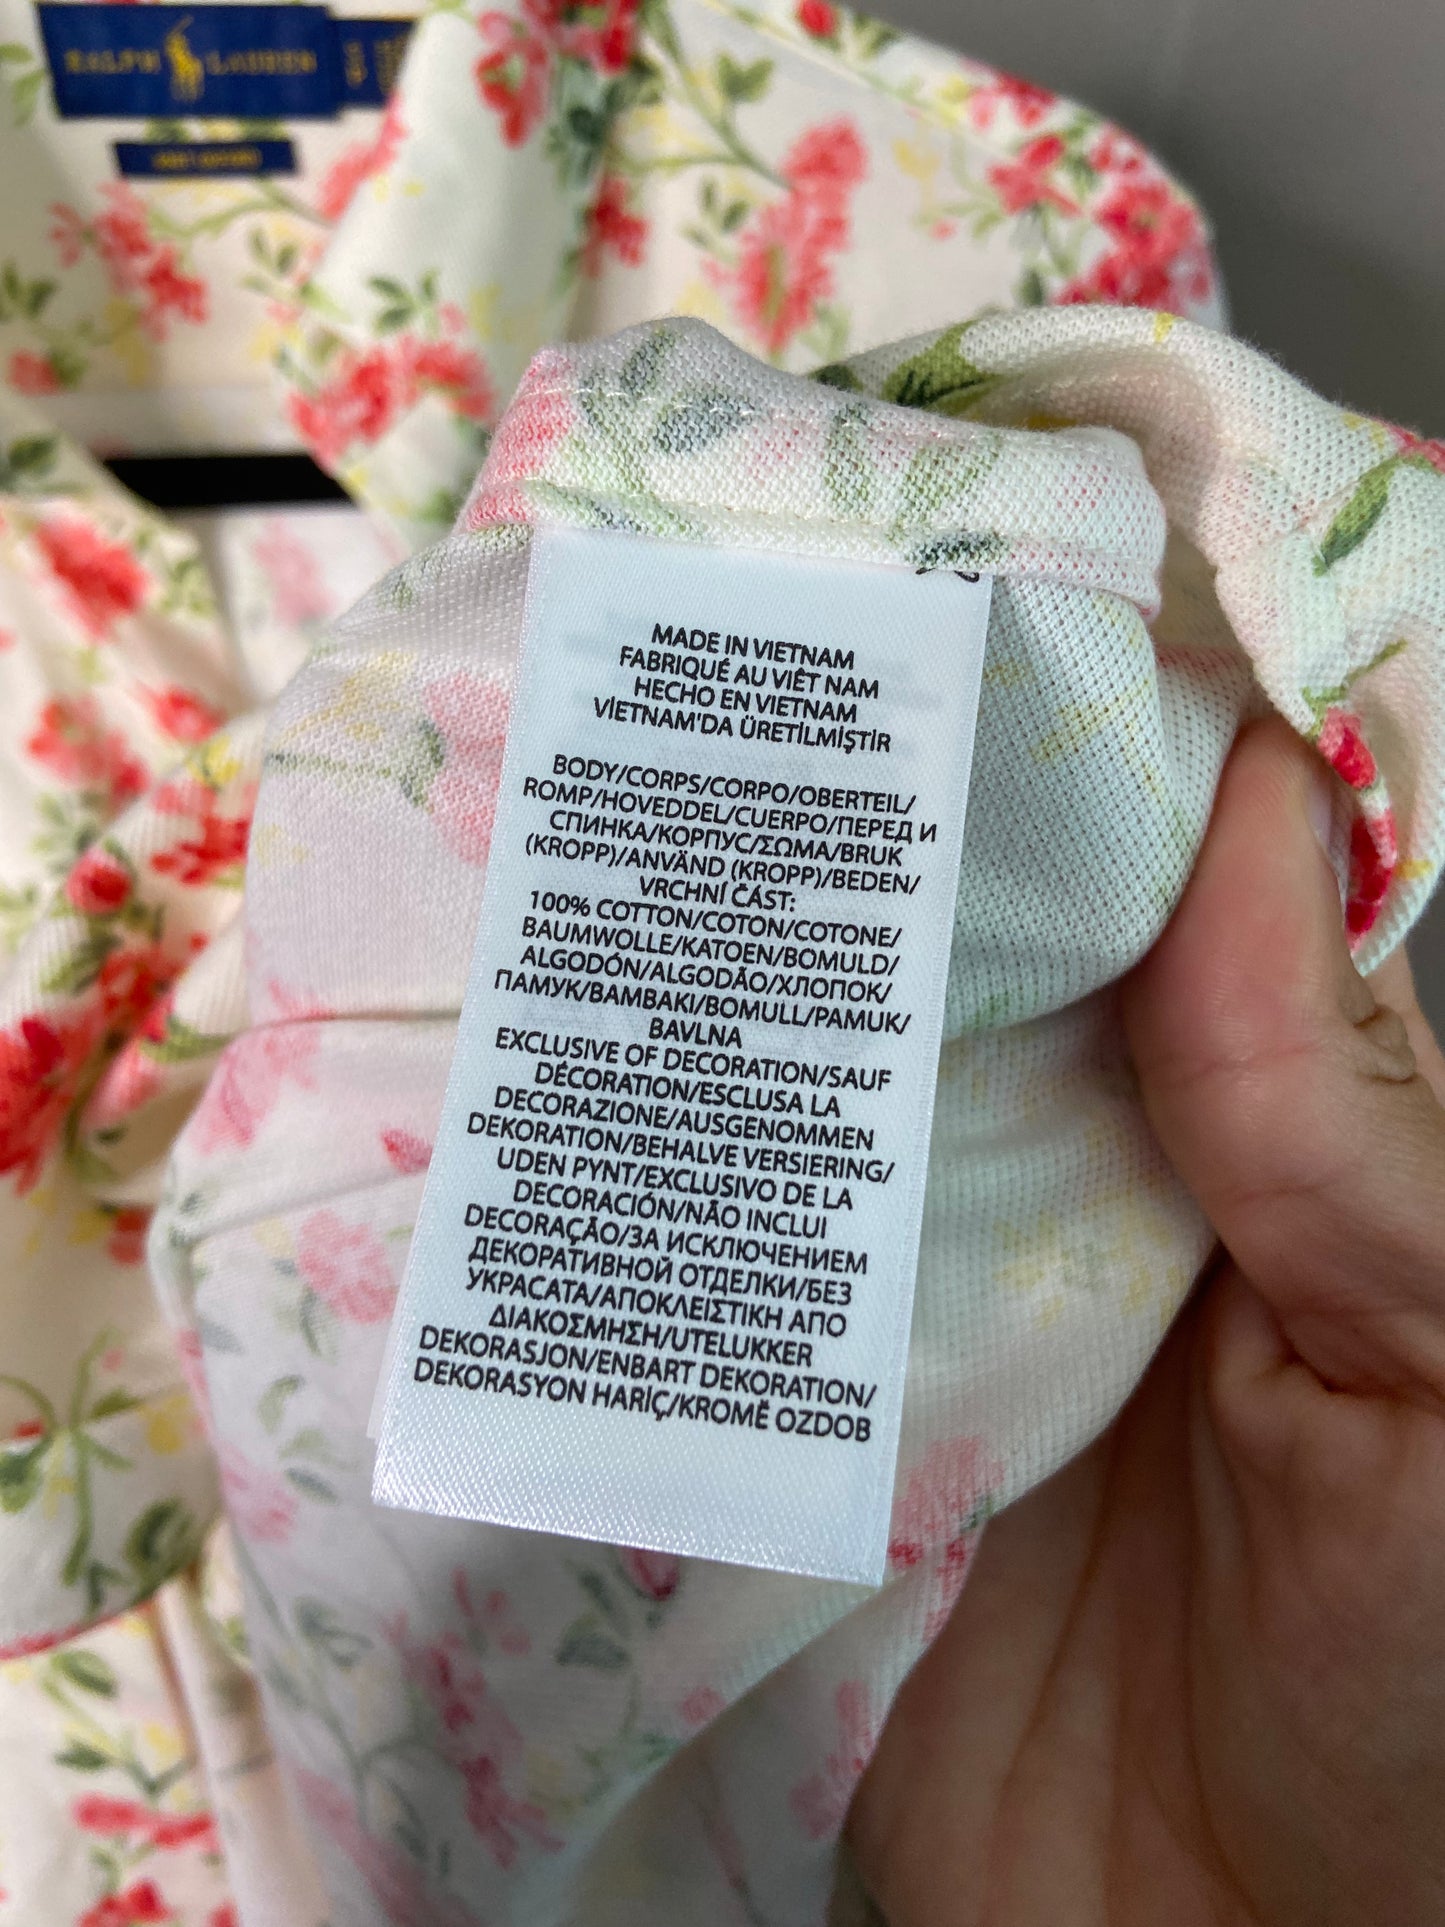 RALPH LAUREN
MADE IN VIETNAM
FABRIQUÉ AU VIÊT NAM
HECHO EN VIETNAM
VİETNAM'DA ÜRETİLMİŞTİR
BODY/CORPS/CORPO/OBERTEIL/
ROMP/HOVEDDEL/CUERPO/ПЕРЕД И
СПИНКА/КОРПУС/ΣΩΜΑ/BRUK
(KROPP)/ANVÄND (KROPP)/BEDEN/
VRCHNÍ ČÁST:
100% COTTON/COTON/COTONE/
BAUMWOLLE/KATOEN/BOMULD/
ALGODÓN/ALGODÃO/ХЛОПОК/
ПАМУК/ΒΑΜΒΑΚΙ/BOMULL/PAMUK/
BAVLNA
EXCLUSIVE OF DECORATION/SAUF
DÉCORATION/ESCLUSA LA
DECORAZIONE/AUSGENOMMEN
DEKORATION/BEHALVE VERSIERING/
UDEN PYNT/EXCLUSIVO DE LA
DECORACIÓN/NÃO INCLUI
DECORAÇÃO/ЗА ИСКЛЮЧЕНИЕМ
ДЕКОРАТИВНОЙ ОТДЕЛКИ/БЕЗ
УКРАСАТА/ΑΠΟΚΛΕΙΣΤΙΚΗ ΑΠΟ
ΔΙΑΚΟΣΜΗΣΗ/UTELUKKER
DEKORASJON/ENBART DEKORATION/
DEKORASYON HARİÇ/KROMĚ OZDOB